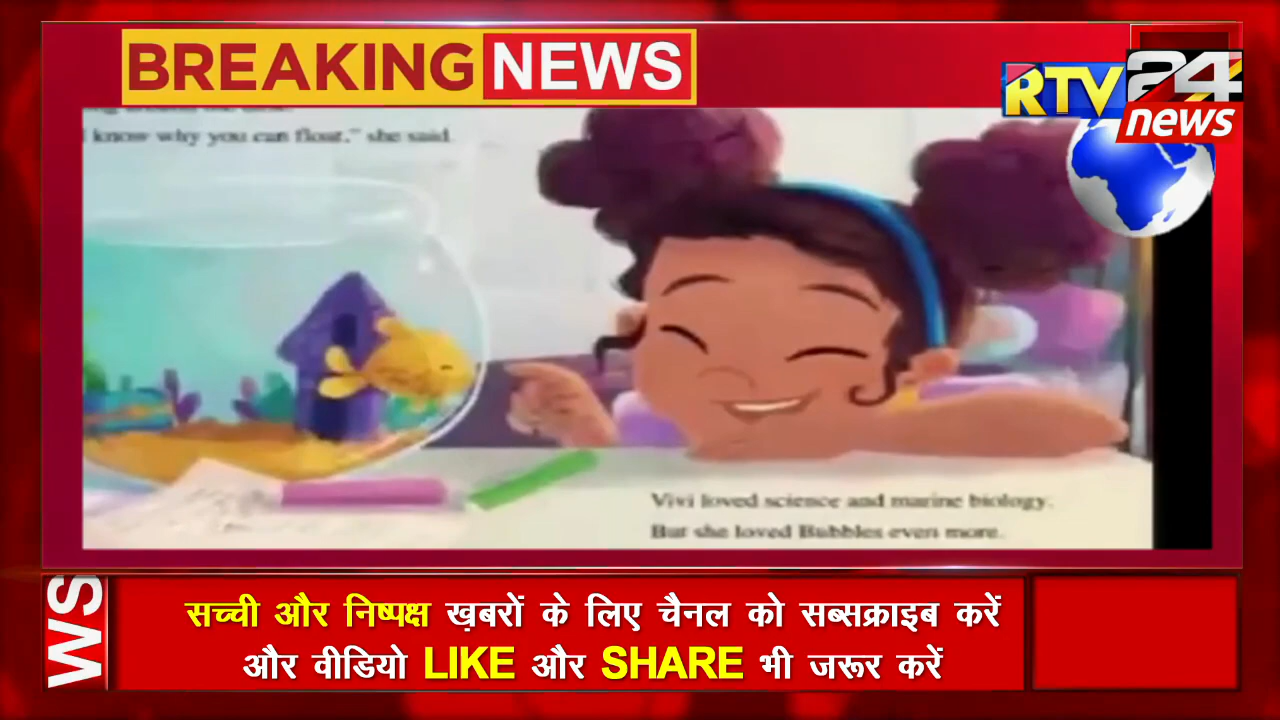 BREAKING NEWS
RTV 24 news
know why you can float," she said.
Vivi loved science and marine biology.
But she loved Bubbles even more.
WS
सच्ची और निष्पक्ष ख़बरों के लिए चैनल को सब्सक्राइब करें
और वीडियो LIKE और SHARE भी जरूर करें